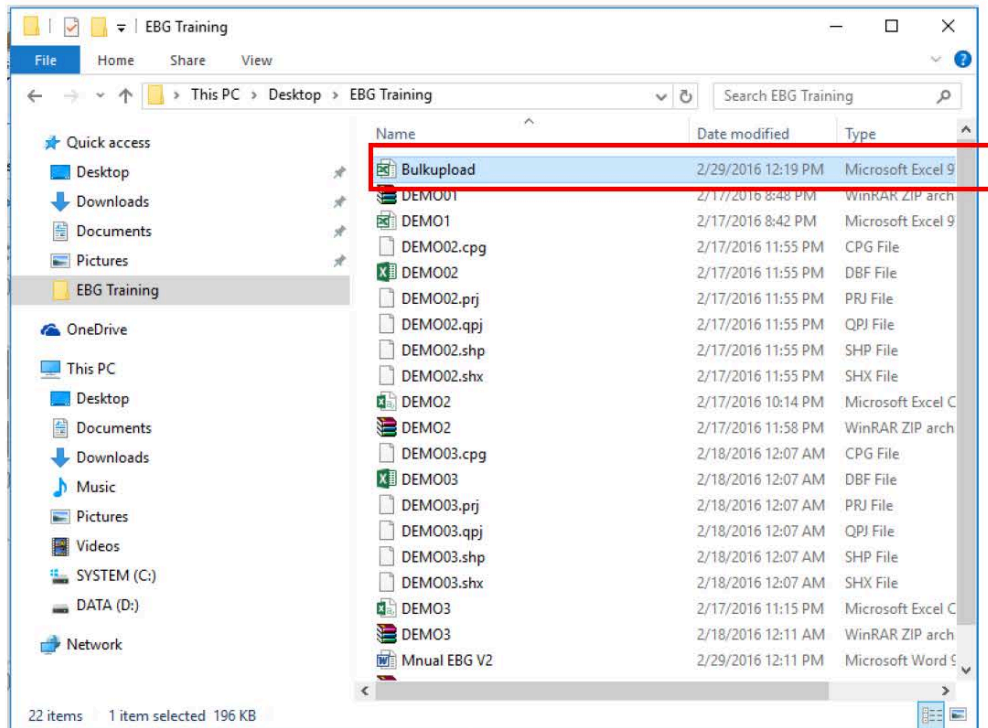 EBG Training
File Home Share View
This PC > Desktop > EBG Training Search EBG Training
Name Date modified Type
Quick access
Desktop
Downloads
Documents
Pictures
EBG Training
OneDrive
This PC
Desktop
Documents
Downloads
Music
Pictures
Videos
SYSTEM (C:)
DATA (D:)
Network
Bulkupload 2/29/2016 12:19 PM Microsoft Excel 9
DEMO01 2/17/2016 8:48 PM WinRAR ZIP arch
DEMO1 2/17/2016 8:42 PM Microsoft Excel 9
DEMO02.cpg 2/17/2016 11:55 PM CPG File
DEMO02 2/17/2016 11:55 PM DBF File
DEMO02.prj 2/17/2016 11:55 PM PRJ File
DEMO02.qpj 2/17/2016 11:55 PM QPJ File
DEMO02.shp 2/17/2016 11:55 PM SHP File
DEMO02.shx 2/17/2016 11:55 PM SHX File
DEMO2 2/17/2016 10:14 PM Microsoft Excel C
DEMO2 2/17/2016 11:58 PM WinRAR ZIP arch
DEMO03.cpg 2/18/2016 12:07 AM CPG File
DEMO03 2/18/2016 12:07 AM DBF File
DEMO03.prj 2/18/2016 12:07 AM PRJ File
DEMO03.qpj 2/18/2016 12:07 AM QPJ File
DEMO03.shp 2/18/2016 12:07 AM SHP File
DEMO03.shx 2/18/2016 12:07 AM SHX File
DEMO3 2/17/2016 11:15 PM Microsoft Excel C
DEMO3 2/18/2016 12:11 AM WinRAR ZIP arch
Mnual EBG V2 2/29/2016 12:11 PM Microsoft Word 9
22 items 1 item selected 196 KB